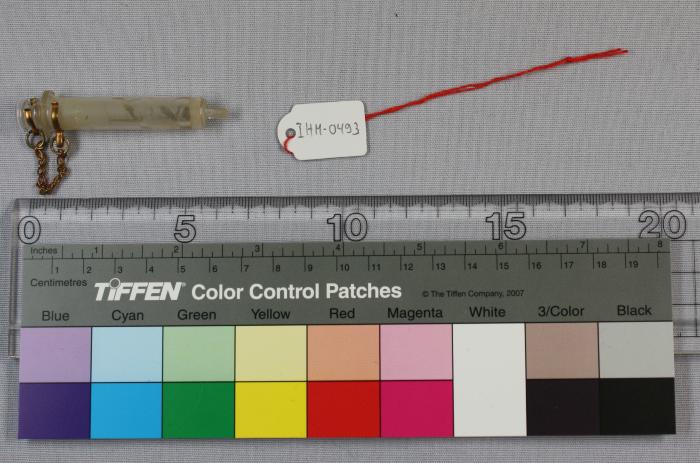 IHM-0493
0 5 10 15 20
Inches 1 2 3 4 5 6 7 8
1 2 3 4 5 6 7 8 9 10 11 12 13 14 15 16 17 18 19
Centimetres
TIFFEN® Color Control Patches © The Tiffen Company, 2007
Blue Cyan Green Yellow Red Magenta White 3/Color Black